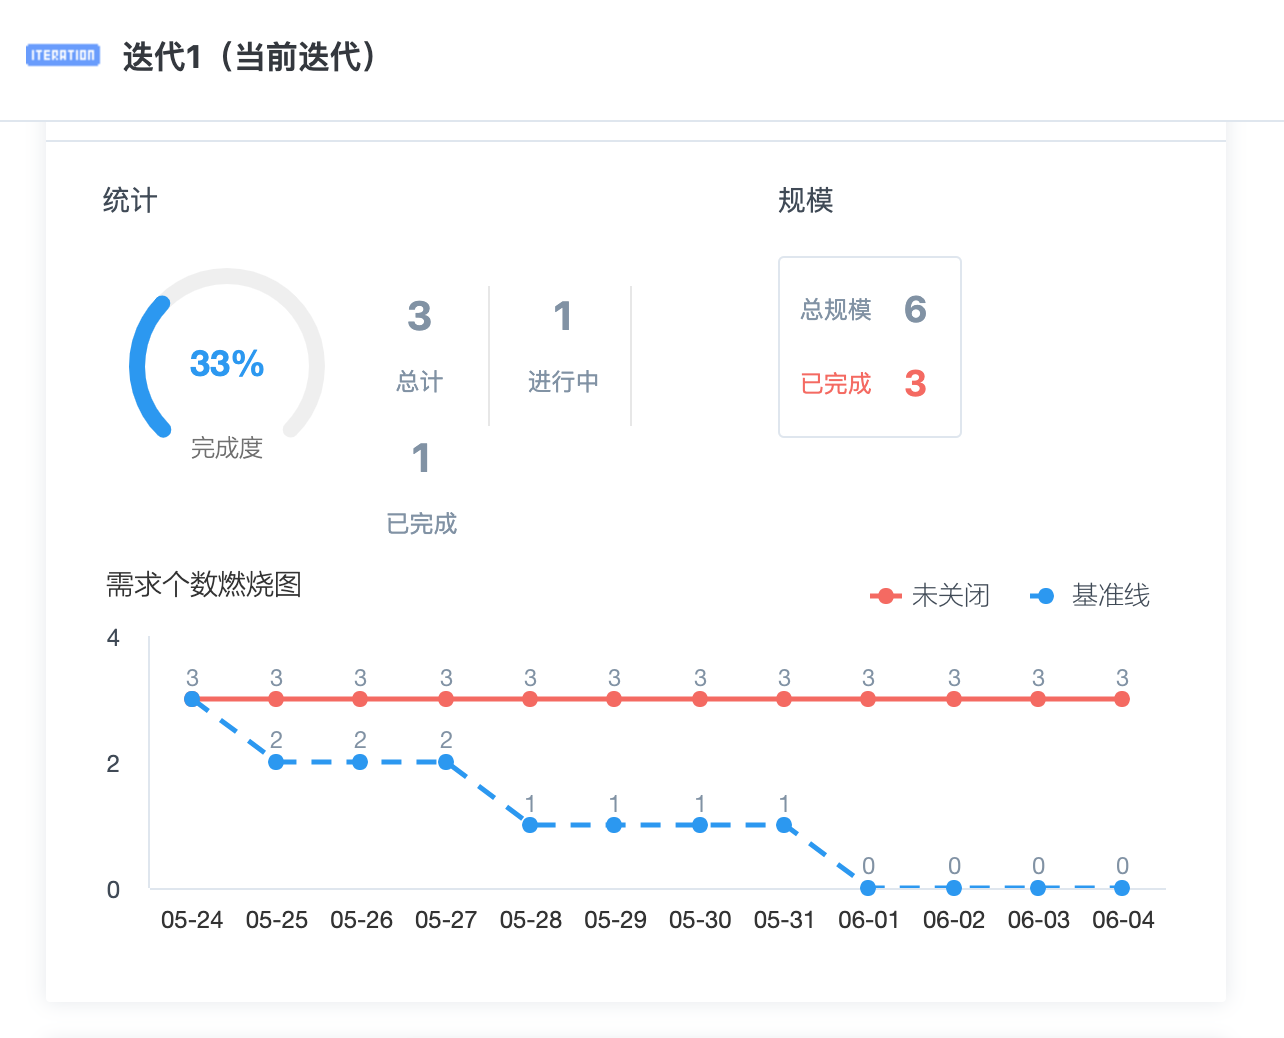 ITERATION 迭代1（当前迭代）
统计
33%
完成度
3
总计
1
进行中
1
已完成
规模
总规模 6
已完成 3
需求个数燃烧图
未关闭 基准线
4
2
0
3 3 3 3 3 3 3 3 3 3 3 3
2 2 2
1 1 1 1
0 0 0 0
05-24 05-25 05-26 05-27 05-28 05-29 05-30 05-31 06-01 06-02 06-03 06-04